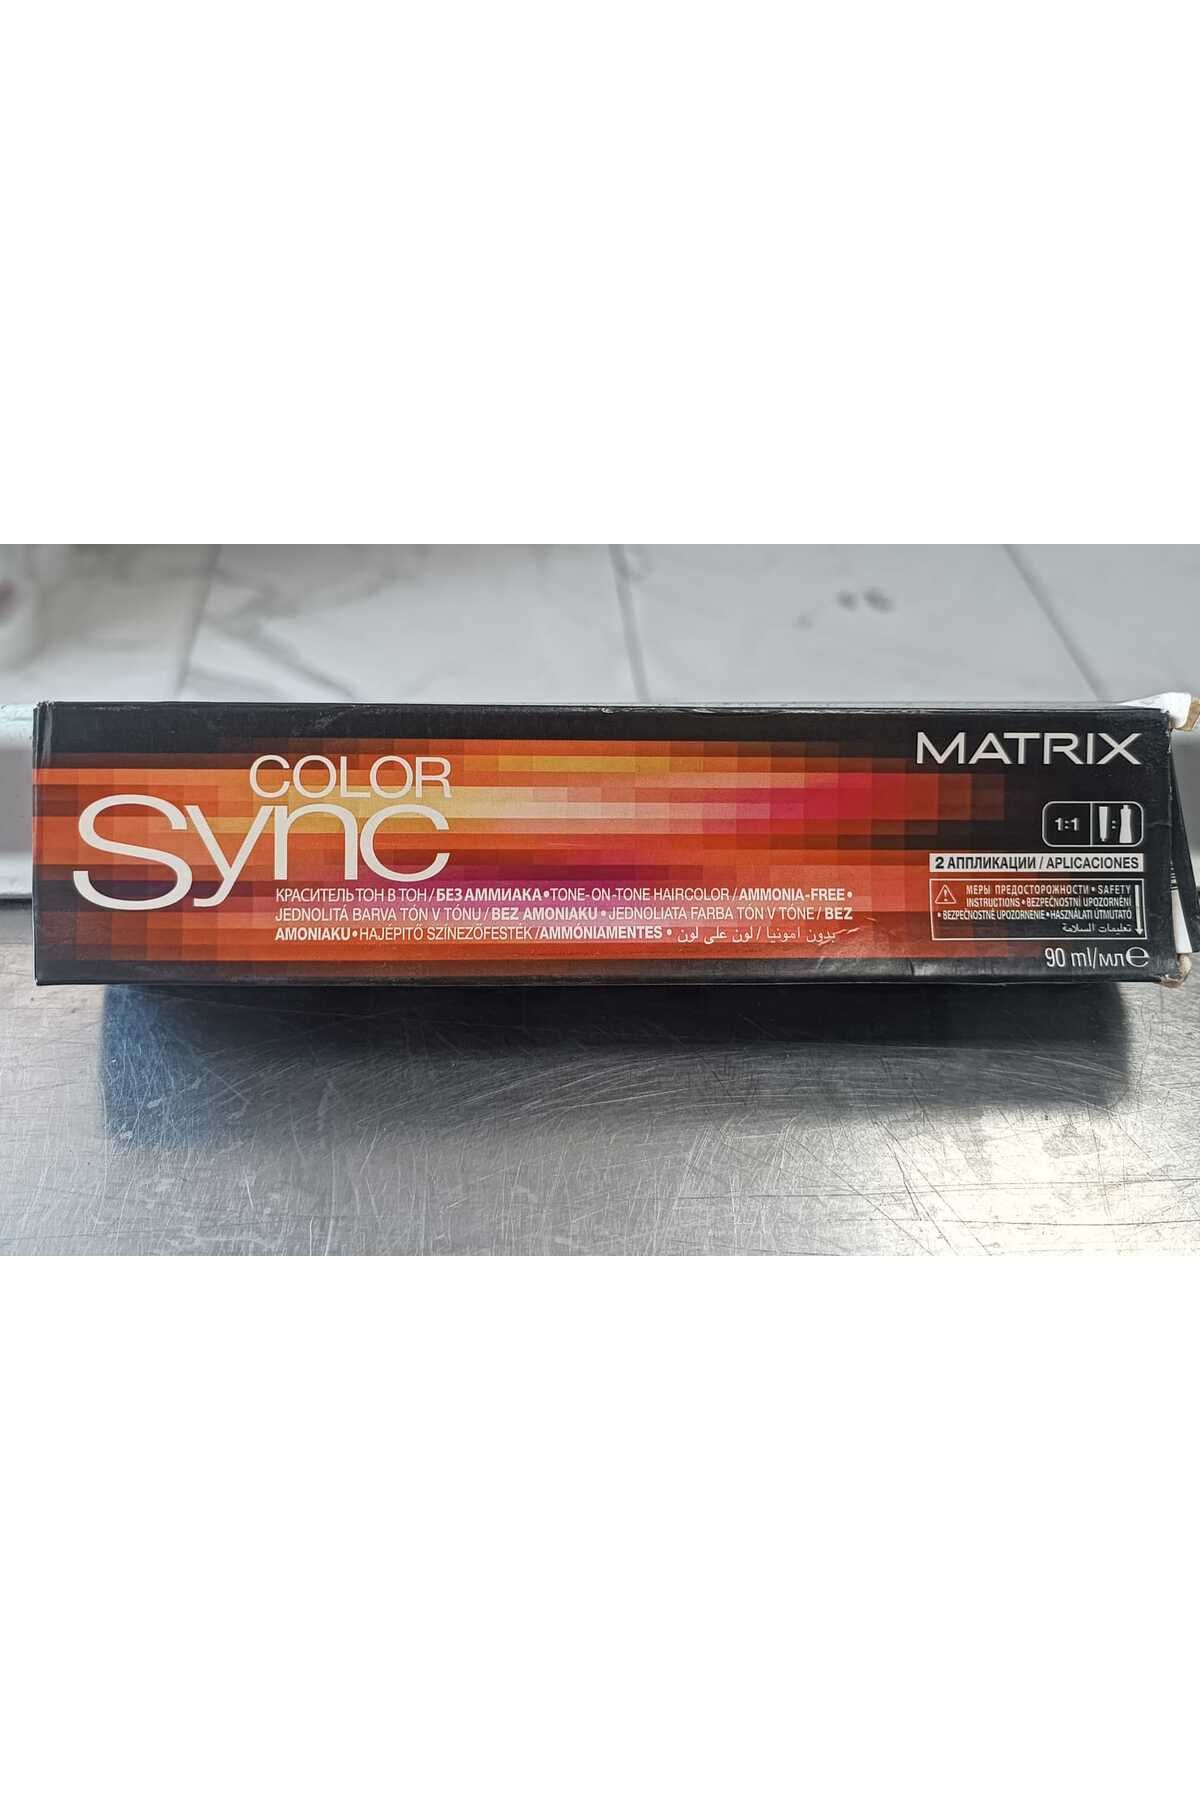 MATRIX
COLOR
Sync
1:1
2 АППЛИКАЦИИ / APLICACIONES
КРАСИТЕЛЬ ТОН В ТОН / БЕЗ АММИАКА • TONE-ON-TONE HAIRCOLOR / AMMONIA-FREE •
JEDNOLITÁ BARVA TÓN V TÓNU / BEZ AMONIAKU • JEDNOLIATA FARBA TÓN V TÓNE / BEZ
AMONIAKU • HAJÉPITŐ SZÍNEZŐFESTÉK / AMMÓNIAMENTES • بدون أمونيا / لون على لون •
МЕРЫ ПРЕДОСТОРОЖНОСТИ • SAFETY
INSTRUCTIONS • BEZPEČNOSTNÍ UPOZORNĚNÍ
• BEZPEČNOSTNÉ UPOZORNENIE • HASZNÁLATI ÚTMUTATÓ
تعليمات السلامة
90 ml/мл e